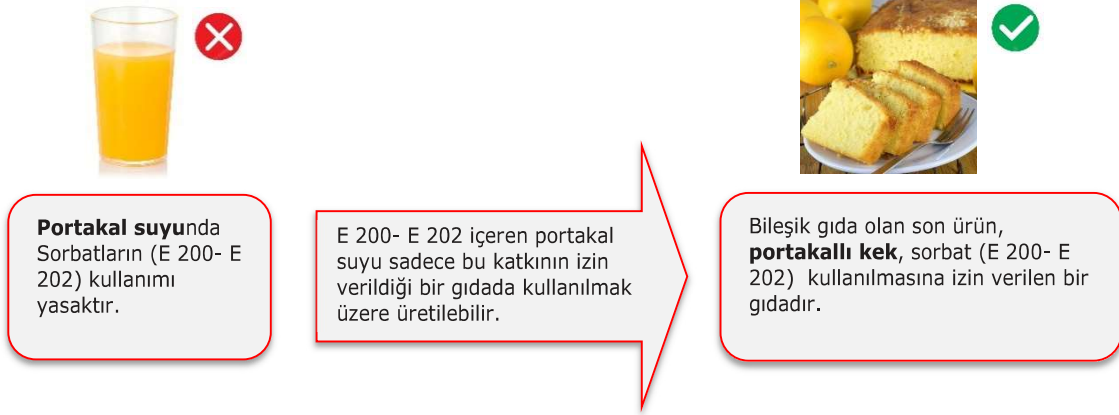 Portakal suyunda
Sorbatların (E 200- E
202) kullanımı
yasaktır.
E 200- E 202 içeren portakal
suyu sadece bu katkının izin
verildiği bir gıdada kullanılmak
üzere üretilebilir.
Bileşik gıda olan son ürün,
portakallı kek, sorbat (E 200- E
202) kullanılmasına izin verilen bir
gıdadır.